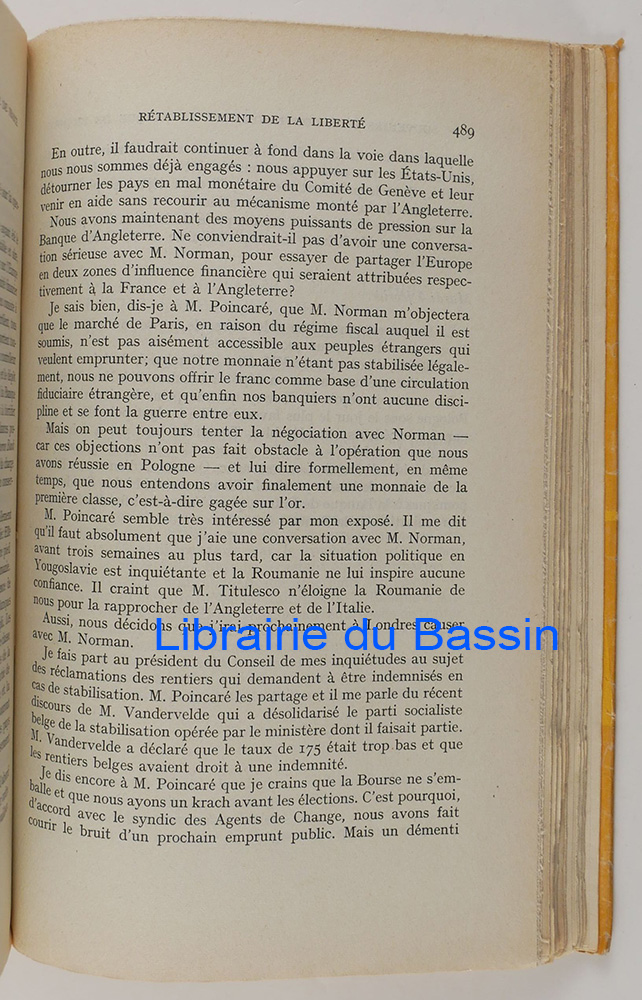 RÉTABLISSEMENT DE LA LIBERTÉ
489
En outre, il faudrait continuer à fond dans la voie dans laquelle
nous nous sommes déjà engagés : nous appuyer sur les États-Unis,
détourner les pays en mal monétaire du Comité de Genève et leur
venir en aide sans recourir au mécanisme monté par l'Angleterre.
Nous avons maintenant des moyens puissants de pression sur la
Banque d'Angleterre. Ne conviendrait-il pas d'avoir une conversa-
tion sérieuse avec M. Norman, pour essayer de partager l'Europe
en deux zones d'influence financière qui seraient attribuées respec-
tivement à la France et à l'Angleterre?
Je sais bien, dis-je à M. Poincaré, que M. Norman m'objectera
que le marché de Paris, en raison du régime fiscal auquel il est
soumis, n'est pas aisément accessible aux peuples étrangers qui
veulent emprunter; que notre monnaie n'étant pas stabilisée légale-
ment, nous ne pouvons offrir le franc comme base d'une circulation
fiduciaire étrangère, et qu'enfin nos banquiers n'ont aucune disci-
pline et se font la guerre entre eux.
Mais on peut toujours tenter la négociation avec Norman —
car ces objections n'ont pas fait obstacle à l'opération que nous
avons réussie en Pologne — et lui dire formellement, en même
temps, que nous entendons avoir finalement une monnaie de la
première classe, c'est-à-dire gagée sur l'or.
M. Poincaré semble très intéressé par mon exposé. Il me dit
qu'il faut absolument que j'aie une conversation avec M. Norman,
avant trois semaines au plus tard, car la situation politique en
Yougoslavie est inquiétante et la Roumanie ne lui inspire aucune
confiance. Il craint que M. Titulesco n'éloigne la Roumanie de
nous pour la rapprocher de l'Angleterre et de l'Italie.
Aussi, nous décidons que j'irai prochainement à Londres causer
avec M. Norman.
Librairie du Bassin
Je fais part au président du Conseil de mes inquiétudes au sujet
des réclamations des rentiers qui demandent à être indemnisés en
cas de stabilisation. M. Poincaré les partage et il me parle du récent
discours de M. Vandervelde qui a désolidarisé le parti socialiste
belge de la stabilisation opérée par le ministère dont il faisait partie.
M. Vandervelde a déclaré que le taux de 175 était trop bas et que
les rentiers belges avaient droit à une indemnité.
Je dis encore à M. Poincaré que je crains que la Bourse ne s'em-
balle et que nous ayons un krach avant les élections. C'est pourquoi,
d'accord avec le syndic des Agents de Change, nous avons fait
courir le bruit d'un prochain emprunt public. Mais un démenti